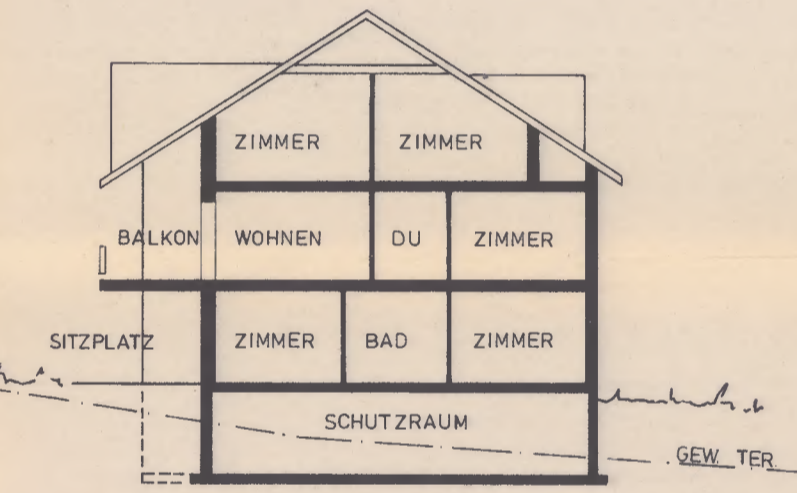 ZIMMER ZIMMER
BALKON WOHNEN DU ZIMMER
SITZPLATZ ZIMMER BAD ZIMMER
SCHUTZRAUM
GEW. TER.